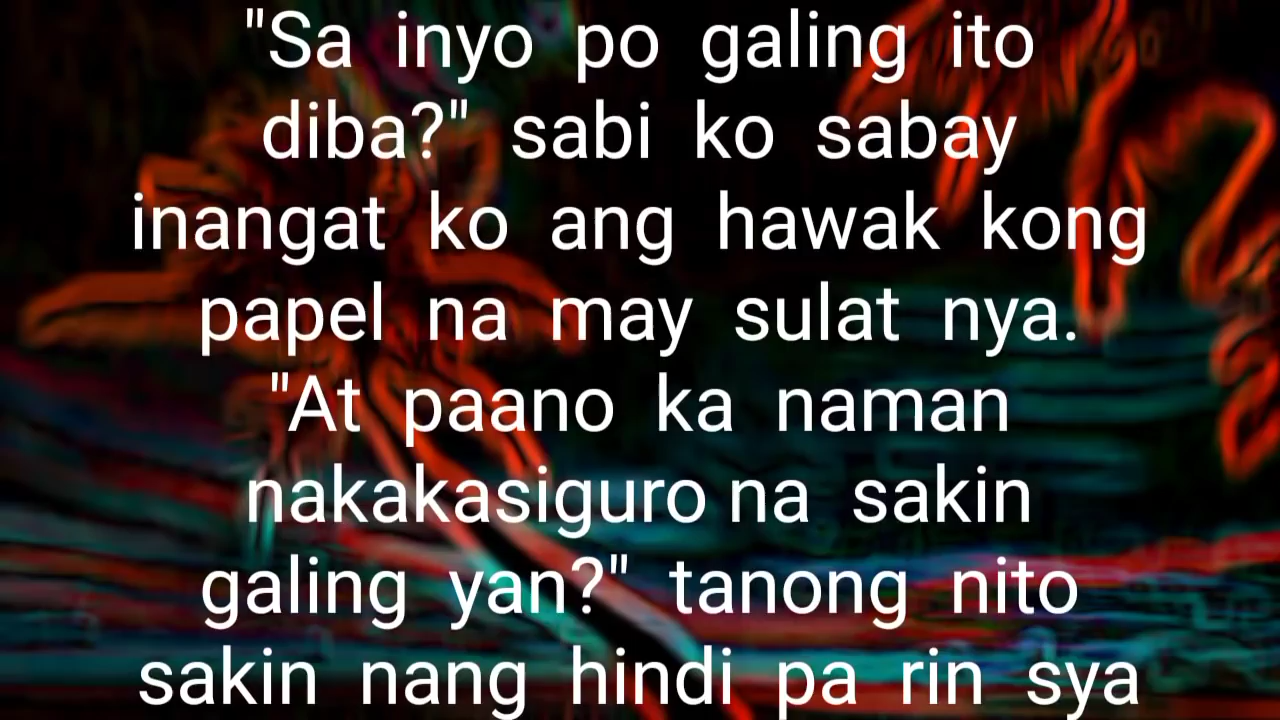 "Sa inyo po galing ito
diba?" sabi ko sabay
inangat ko ang hawak kong
papel na may sulat nya.
"At paano ka naman
nakakasiguro na sakin
galing yan?" tanong nito
sakin nang hindi pa rin sya